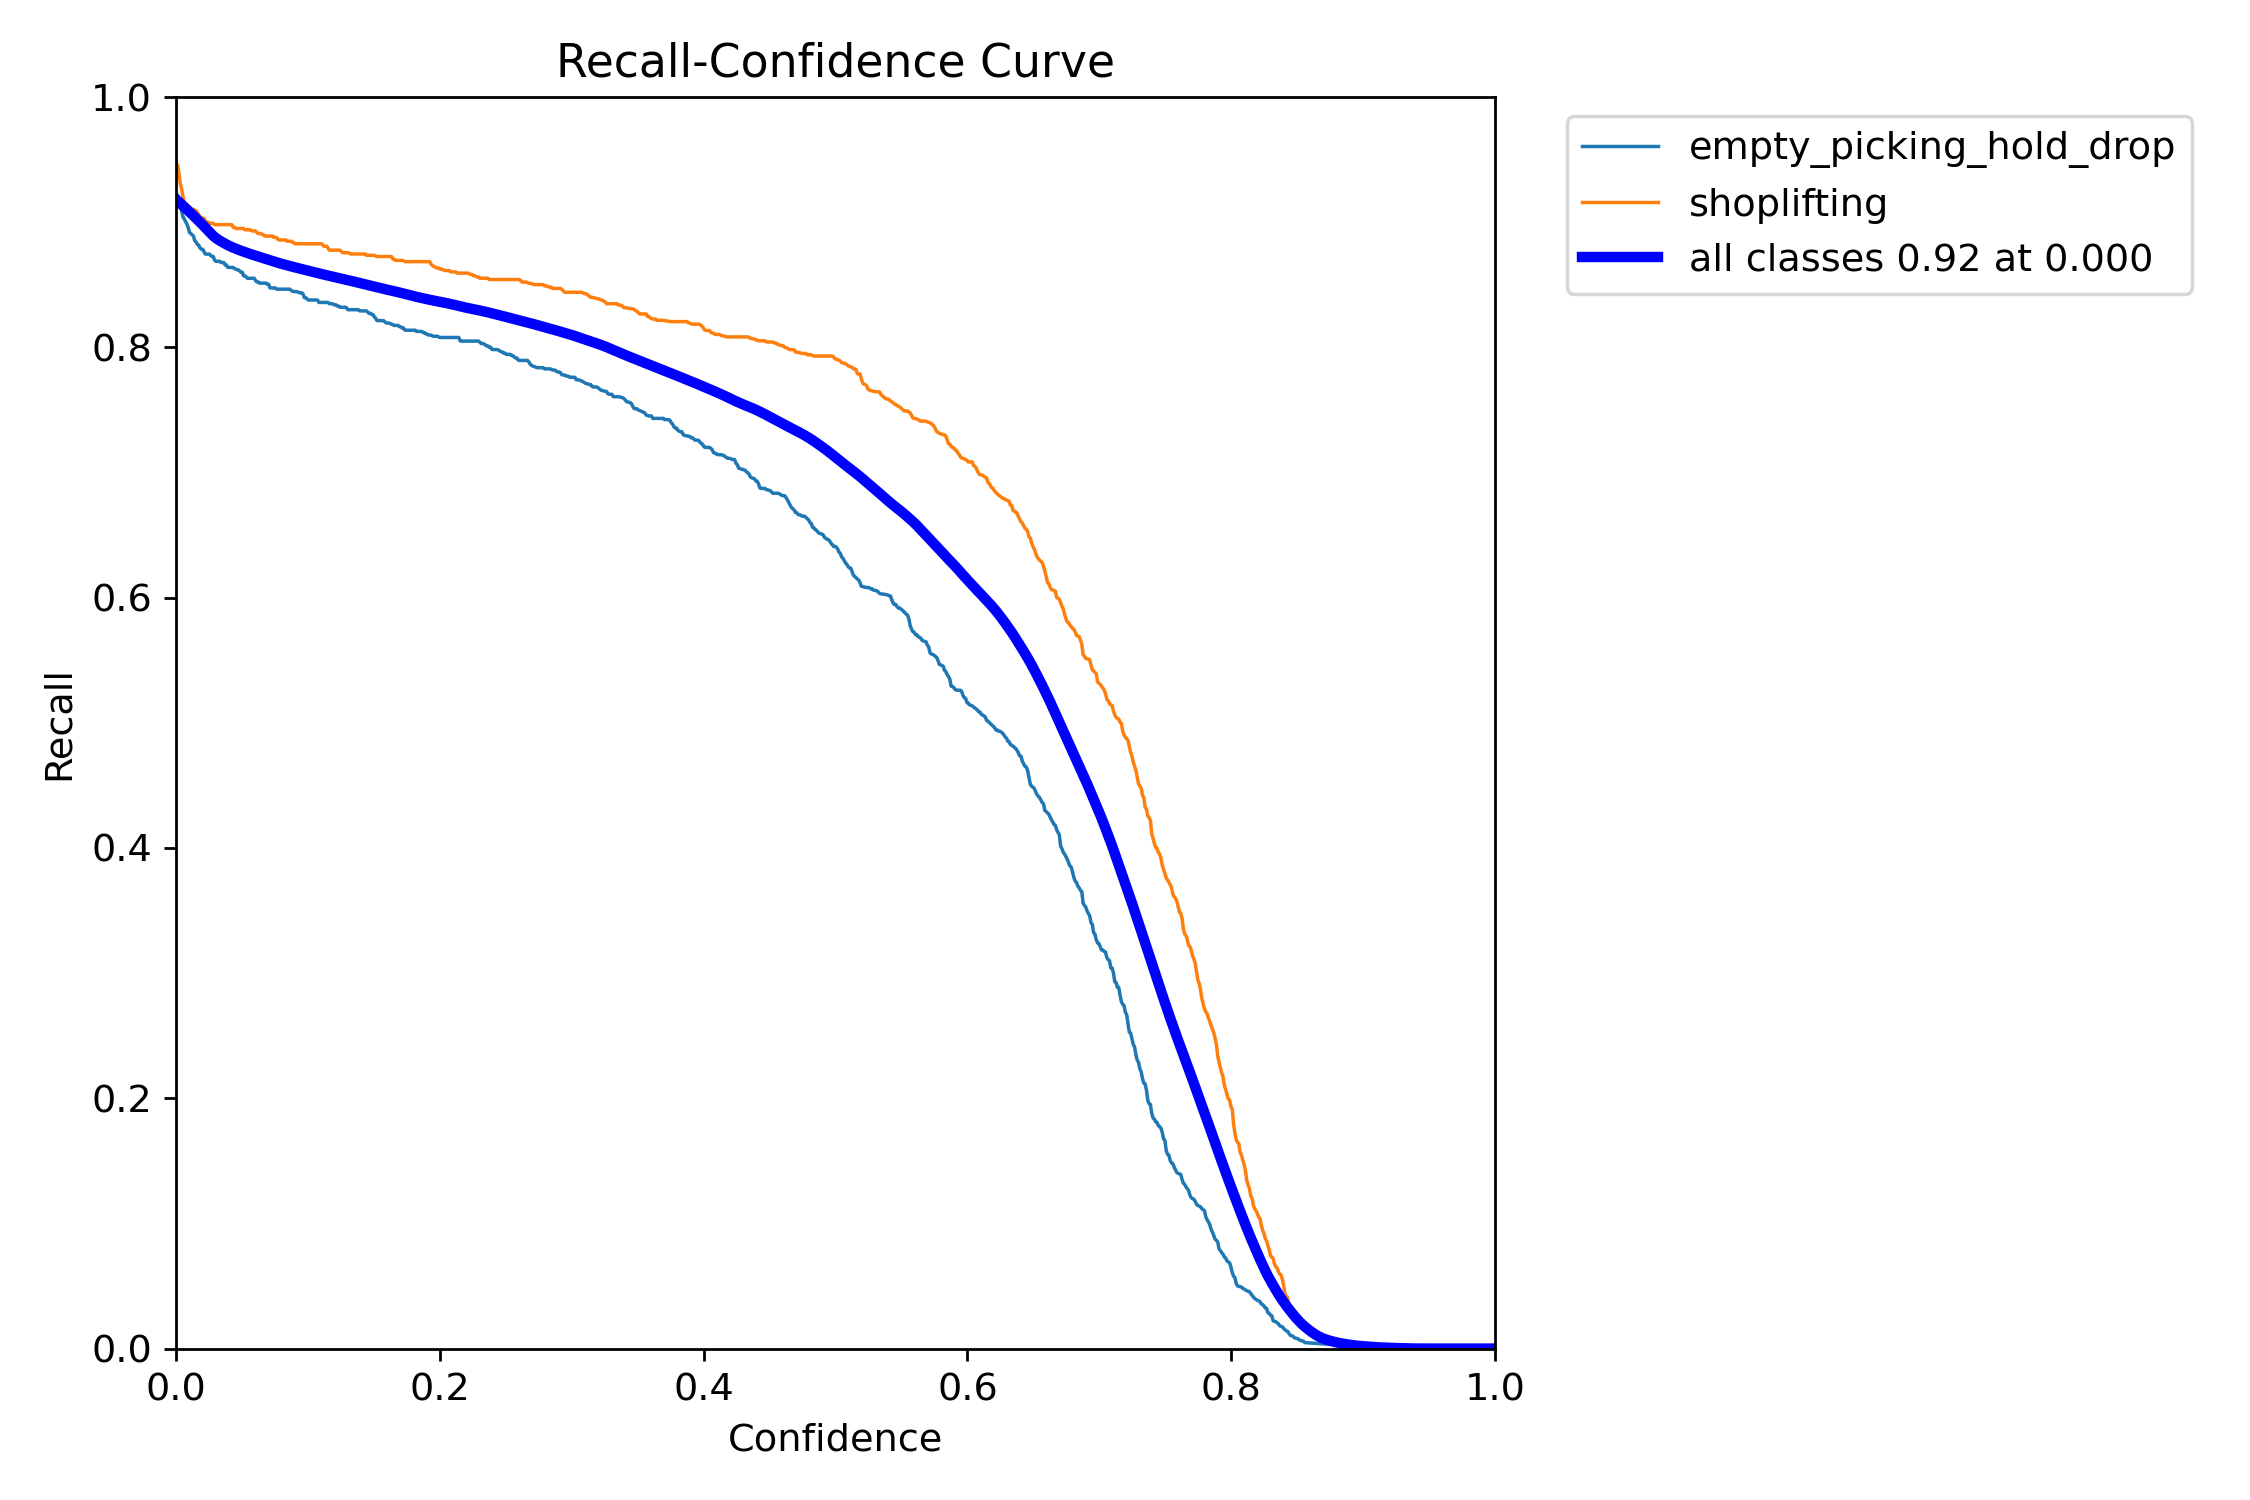 Recall-Confidence Curve
1.0
0.8
0.6
0.4
0.2
0.0
Recall
0.0 0.2 0.4 0.6 0.8 1.0
Confidence
empty_picking_hold_drop
shoplifting
all classes 0.92 at 0.000